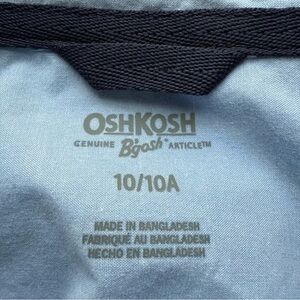 OSHKOSH
GENUINE B'gosh ARTICLE™
10/10A
MADE IN BANGLADESH
FABRIQUÉ AU BANGLADESH
HECHO EN BANGLADESH